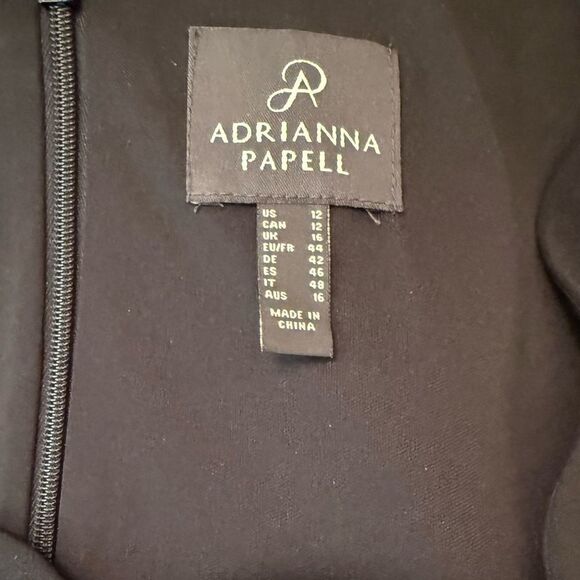 ADRIANNA
PAPELL
US 12
CAN 12
UK 16
EU/FR 44
DE 42
ES 46
IT 48
AUS 16
MADE IN
CHINA